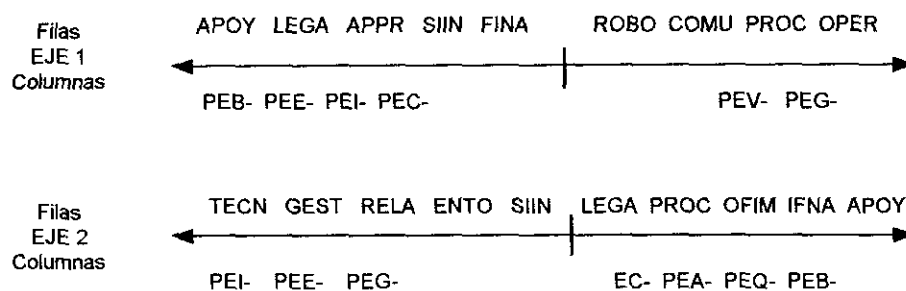 Filas APOY LEGA APPR SIIN FINA ROBO COMU PROC OPER
EJE 1
Columnas PEB- PEE- PEI- PEC- PEV- PEG-
Filas TECN GEST RELA ENTO SIIN LEGA PROC OFIM IFNA APOY
EJE 2
Columnas PEI- PEE- PEG- EC- PEA- PEQ- PEB-